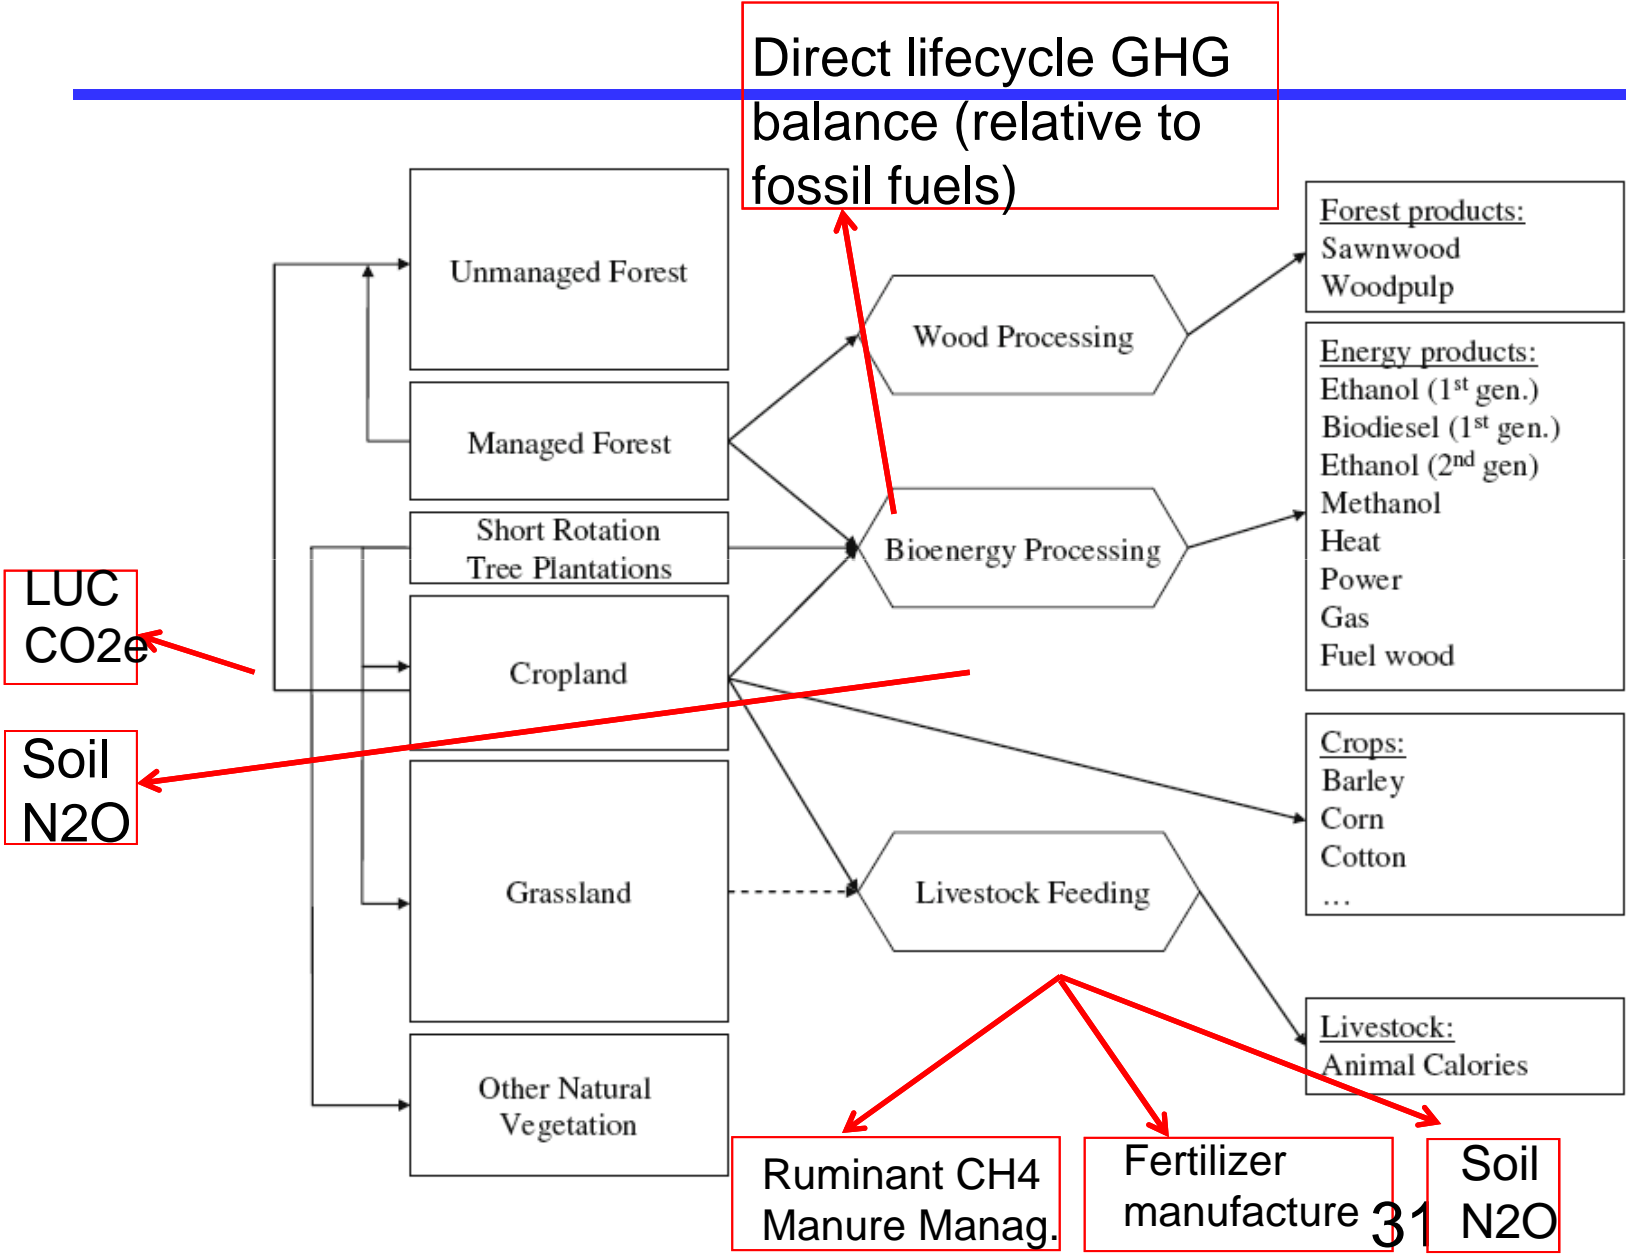 Direct lifecycle GHG
balance (relative to
fossil fuels)
Unmanaged Forest
Managed Forest
Short Rotation
Tree Plantations
Cropland
Grassland
Other Natural
Vegetation
LUC
CO2e
Soil
N2O
Wood Processing
Bioenergy Processing
Livestock Feeding
Forest products:
Sawnwood
Woodpulp
Energy products:
Ethanol (1st gen.)
Biodiesel (1st gen.)
Ethanol (2nd gen)
Methanol
Heat
Power
Gas
Fuel wood
Crops:
Barley
Corn
Cotton
…
Livestock:
Animal Calories
Ruminant CH4
Manure Manag.
Fertilizer
manufacture
31
Soil
N2O